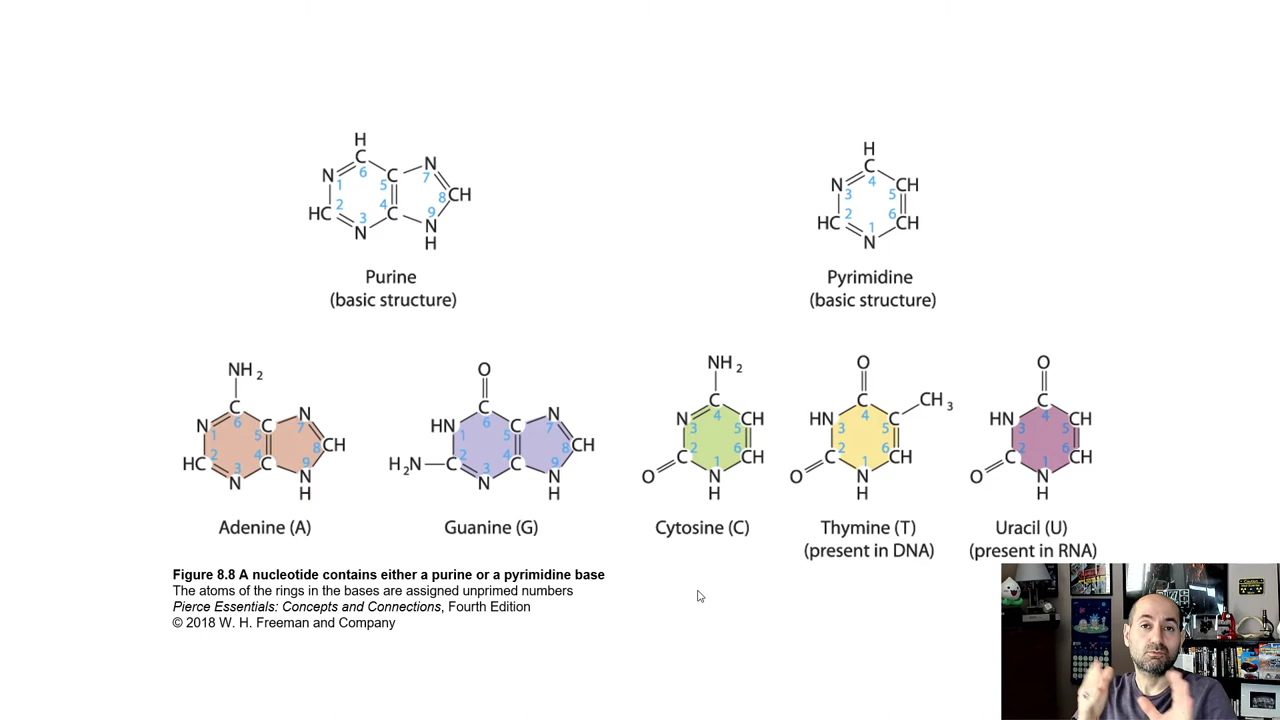 H
C
6
N
1
5
C
N
7
8
CH
HC
2
3
N
4
C
9
N
H
Purine
(basic structure)
H
C
4
N
3
5
CH
HC
2
1
N
6
CH
Pyrimidine
(basic structure)
NH2
C
6
N
1
5
C
N
7
8
CH
HC
2
3
N
4
C
9
N
H
Adenine (A)
O
C
6
HN
1
5
C
N
7
8
CH
H2N
C
2
3
N
4
C
9
N
H
Guanine (G)
NH2
C
4
N
3
5
CH
O
C
2
1
N
H
6
CH
Cytosine (C)
O
C
4
CH3
HN
3
5
C
O
C
2
1
N
H
6
CH
Thymine (T)
(present in DNA)
O
C
4
HN
3
5
CH
O
C
2
1
N
H
6
CH
Uracil (U)
(present in RNA)
Figure 8.8 A nucleotide contains either a purine or a pyrimidine base
The atoms of the rings in the bases are assigned unprimed numbers
Pierce Essentials: Concepts and Connections, Fourth Edition
© 2018 W. H. Freeman and Company